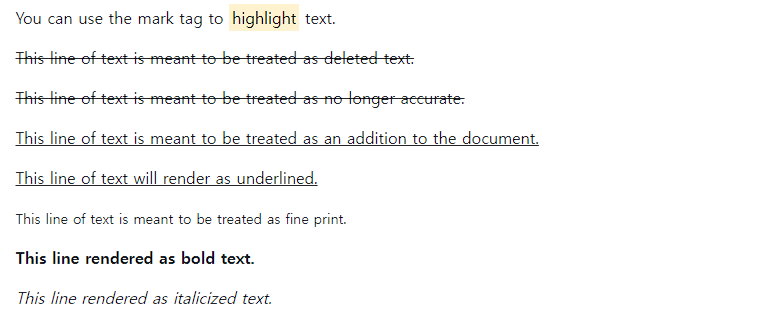 You can use the mark tag to highlight text.
This line of text is meant to be treated as deleted text.
This line of text is meant to be treated as no longer accurate.
This line of text is meant to be treated as an addition to the document.
This line of text will render as underlined.
This line of text is meant to be treated as fine print.
This line rendered as bold text.
This line rendered as italicized text.